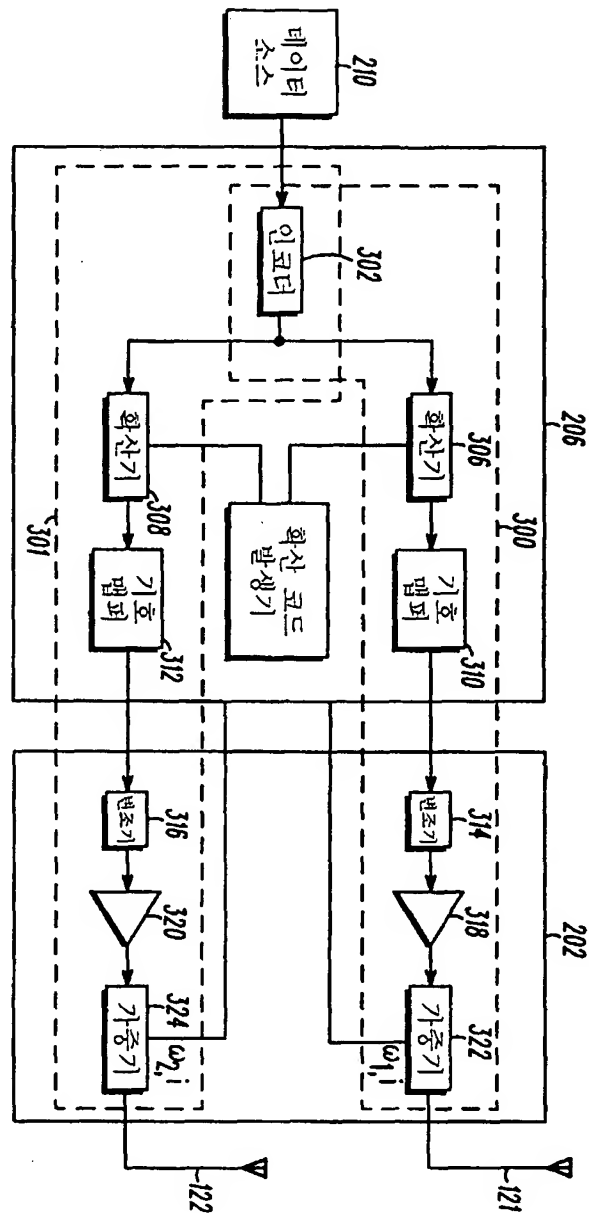 210
데이터
소스
206
300
인코더
302
확산기
306
기호
맵퍼
310
확산 코드
발생기
확산기
308
기호
맵퍼
312
301
202
변조기
314
318
가중기
322
ω1,i
121
변조기
316
320
가중기
324
ω2,i
122